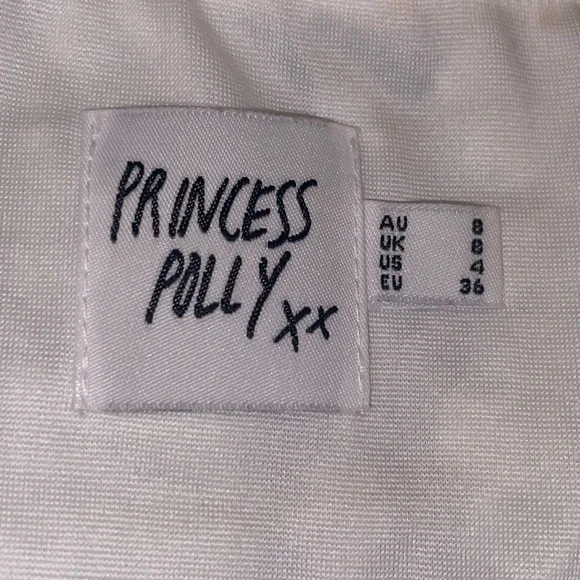 PRINCESS
POLLY xx
AU 8
UK 8
US 4
EU 36